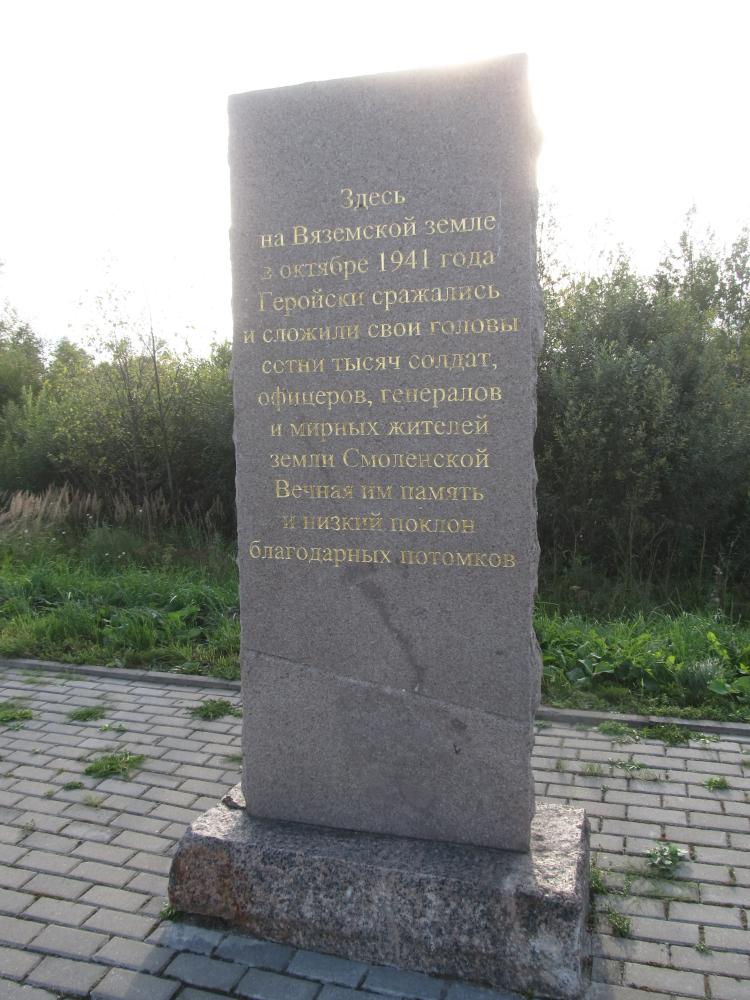 Здесь
на Вяземской земле
в октябре 1941 года
Геройски сражались
и сложили свои головы
сотни тысяч солдат,
офицеров, генералов
и мирных жителей
земли Смоленской
Вечная им память
и низкий поклон
благодарных потомков